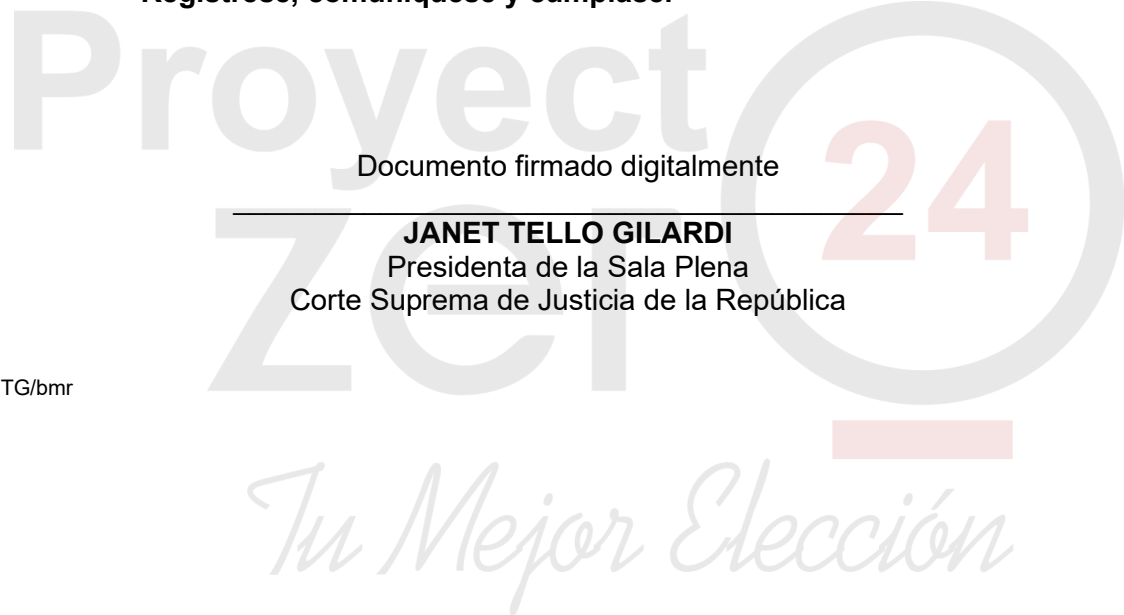 Regístrese, comuníquese y cúmplase.
Documento firmado digitalmente
JANET TELLO GILARDI
Presidenta de la Sala Plena
Corte Suprema de Justicia de la República
TG/bmr
Proyect
zer
24
Tu Mejor Elección